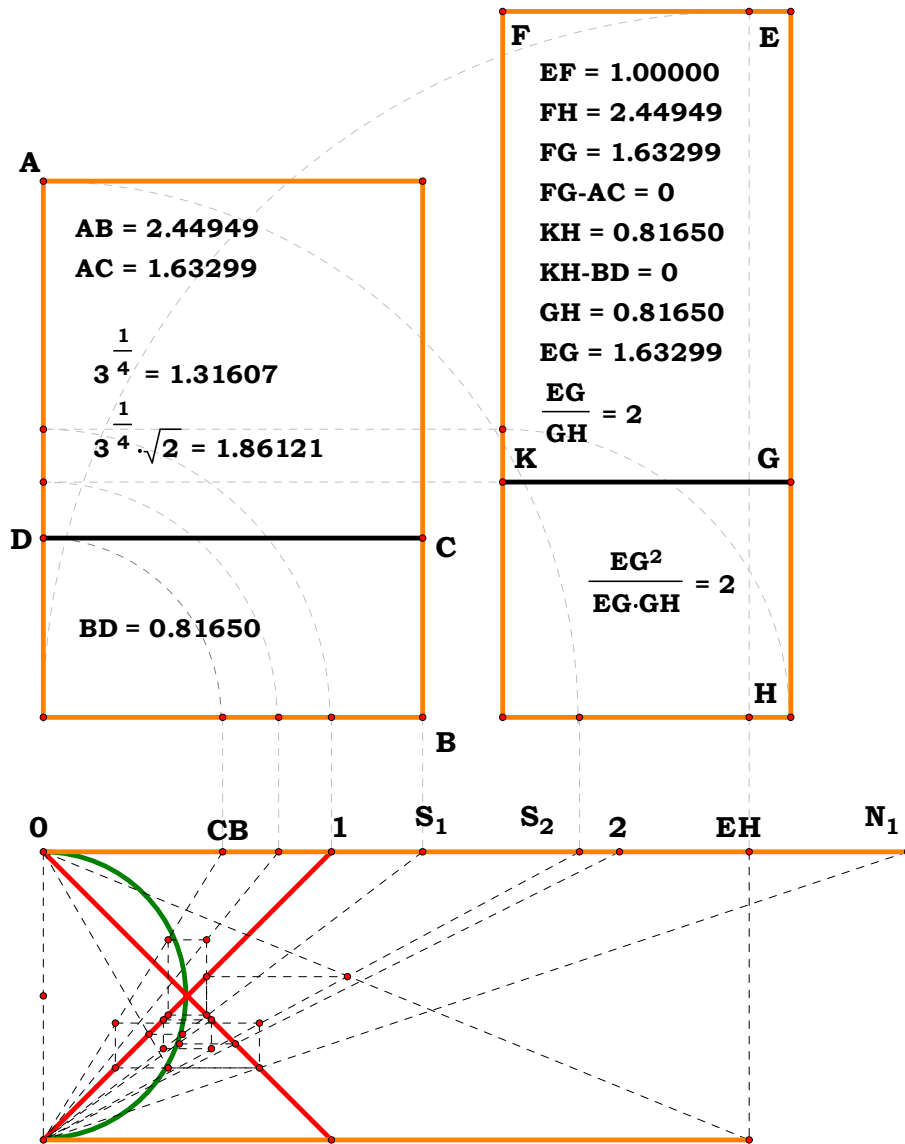 F E
EF = 1.00000
FH = 2.44949
FG = 1.63299
FG-AC = 0
KH = 0.81650
KH-BD = 0
GH = 0.81650
EG = 1.63299
EG
GH = 2
K G
EG²
EG·GH = 2
H
A
AB = 2.44949
AC = 1.63299
3^(1/4) = 1.31607
3^(1/4)·√2 = 1.86121
D C
BD = 0.81650
B
0 CB 1 S₁ S₂ 2 EH N₁